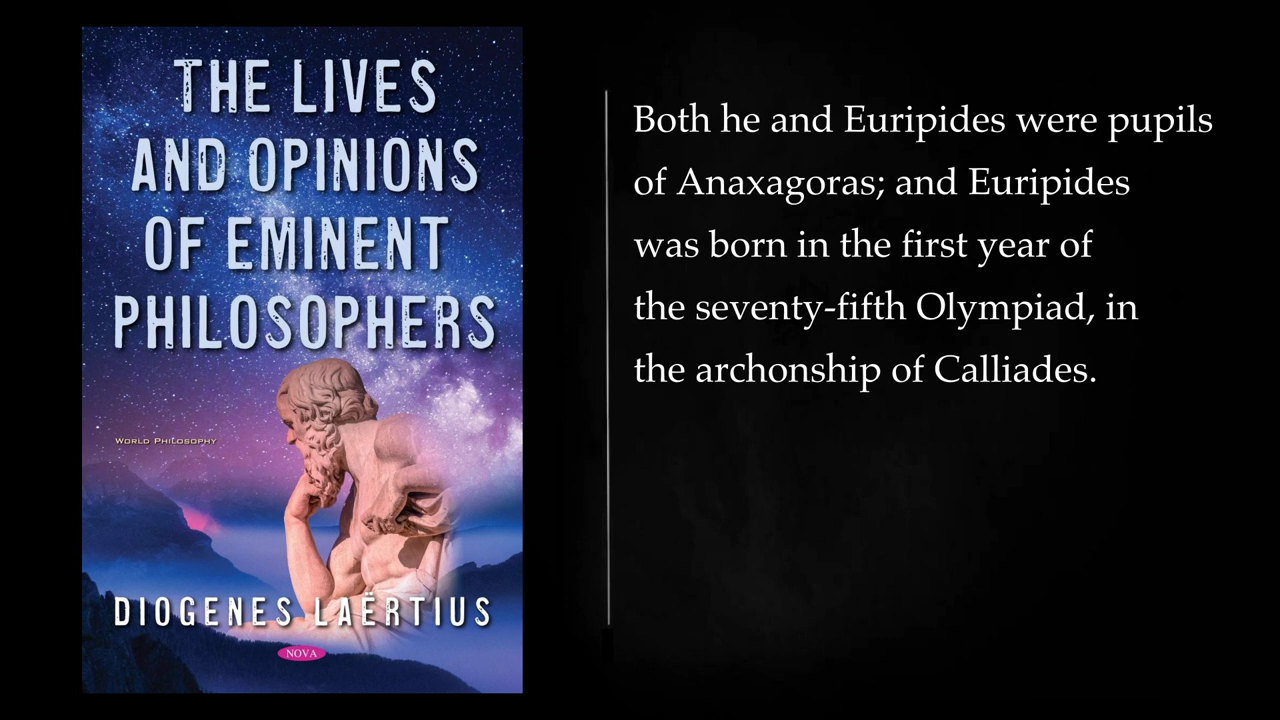 THE LIVES
AND OPINIONS
OF EMINENT
PHILOSOPHERS
WORLD PHILOSOPHY
DIOGENES LAËRTIUS
NOVA
Both he and Euripides were pupils
of Anaxagoras; and Euripides
was born in the first year of
the seventy-fifth Olympiad, in
the archonship of Calliades.